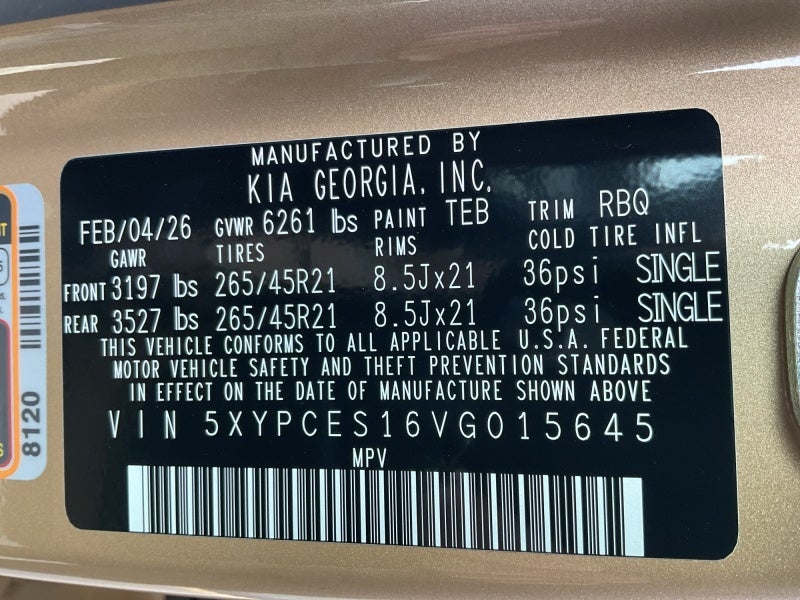 MANUFACTURED BY
KIA GEORGIA, INC.
FEB/04/26 GVWR 6261 lbs PAINT TEB TRIM RBQ
GAWR TIRES RIMS COLD TIRE INFL
FRONT 3197 lbs 265/45R21 8.5Jx21 36psi SINGLE
REAR 3527 lbs 265/45R21 8.5Jx21 36psi SINGLE
THIS VEHICLE CONFORMS TO ALL APPLICABLE U.S.A. FEDERAL
MOTOR VEHICLE SAFETY AND THEFT PREVENTION STANDARDS
IN EFFECT ON THE DATE OF MANUFACTURE SHOWN ABOVE
VIN 5XYPCES16VG015645
MPV
8120